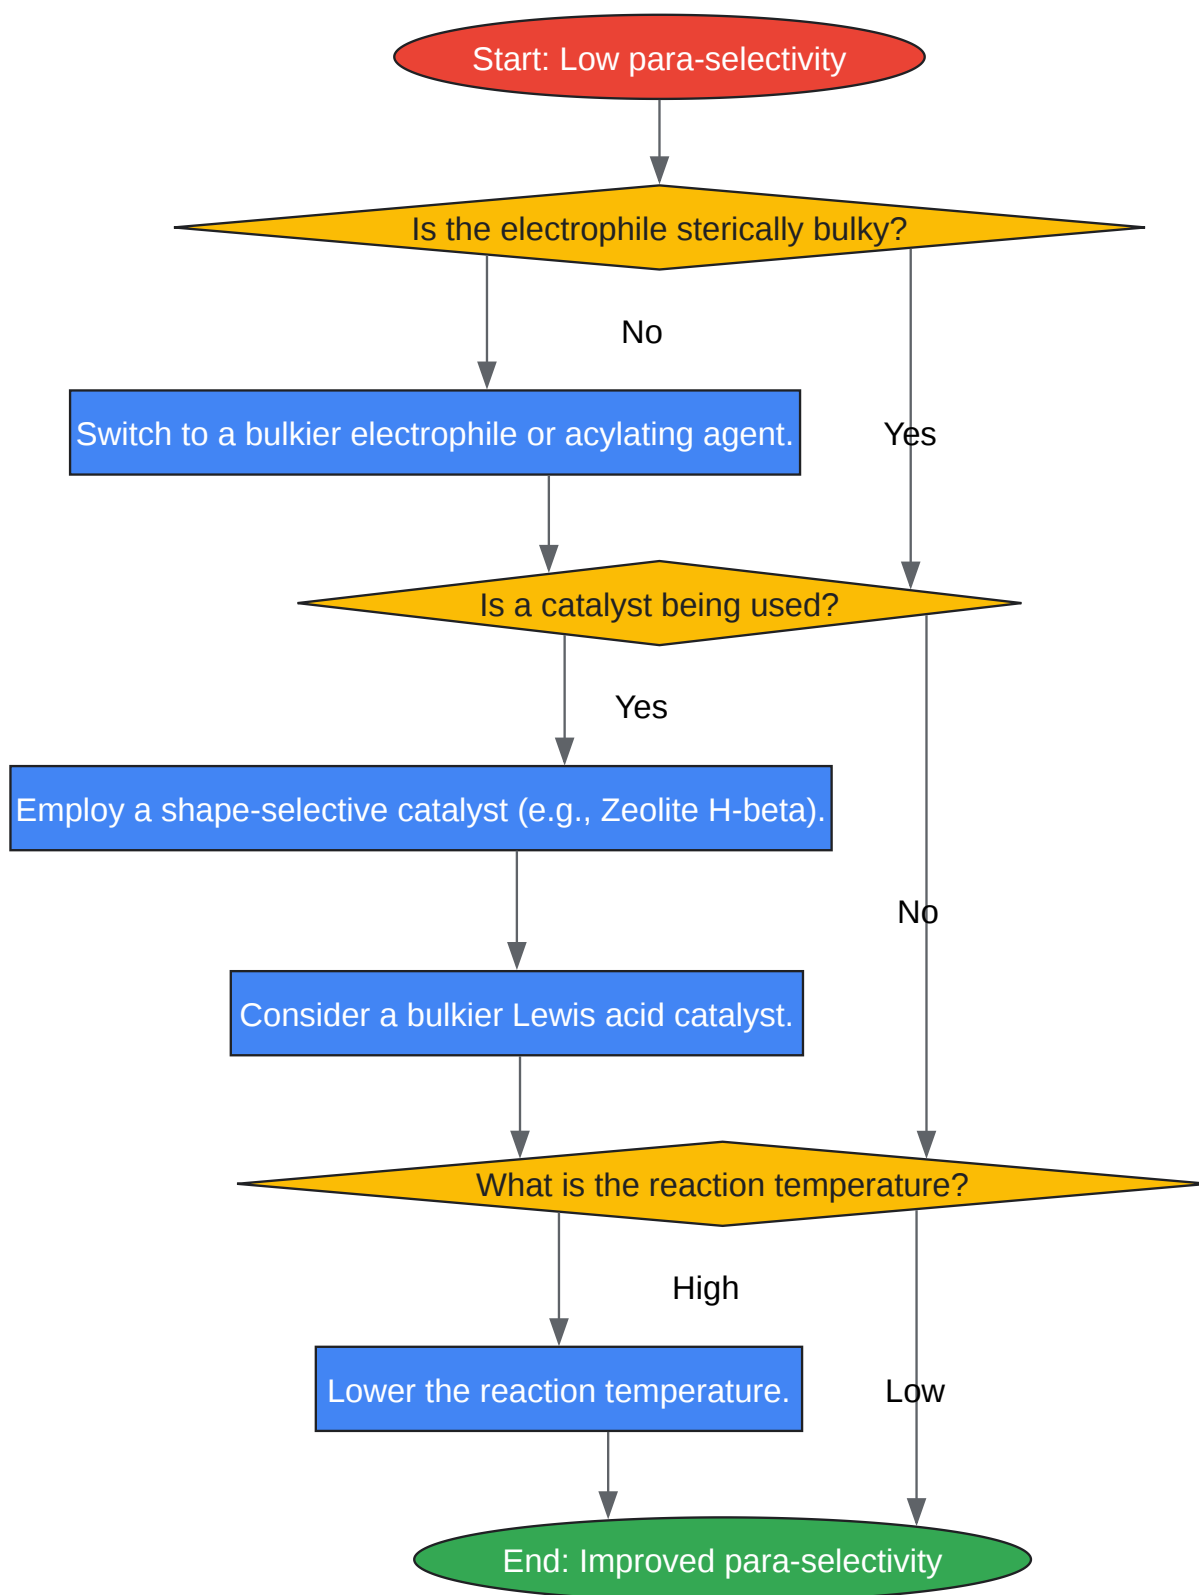 Start: Low para-selectivity
Is the electrophile sterically bulky?
No
Switch to a bulkier electrophile or acylating agent.
Yes
Is a catalyst being used?
Yes
Employ a shape-selective catalyst (e.g., Zeolite H-beta).
No
Consider a bulkier Lewis acid catalyst.
What is the reaction temperature?
High
Lower the reaction temperature.
Low
End: Improved para-selectivity